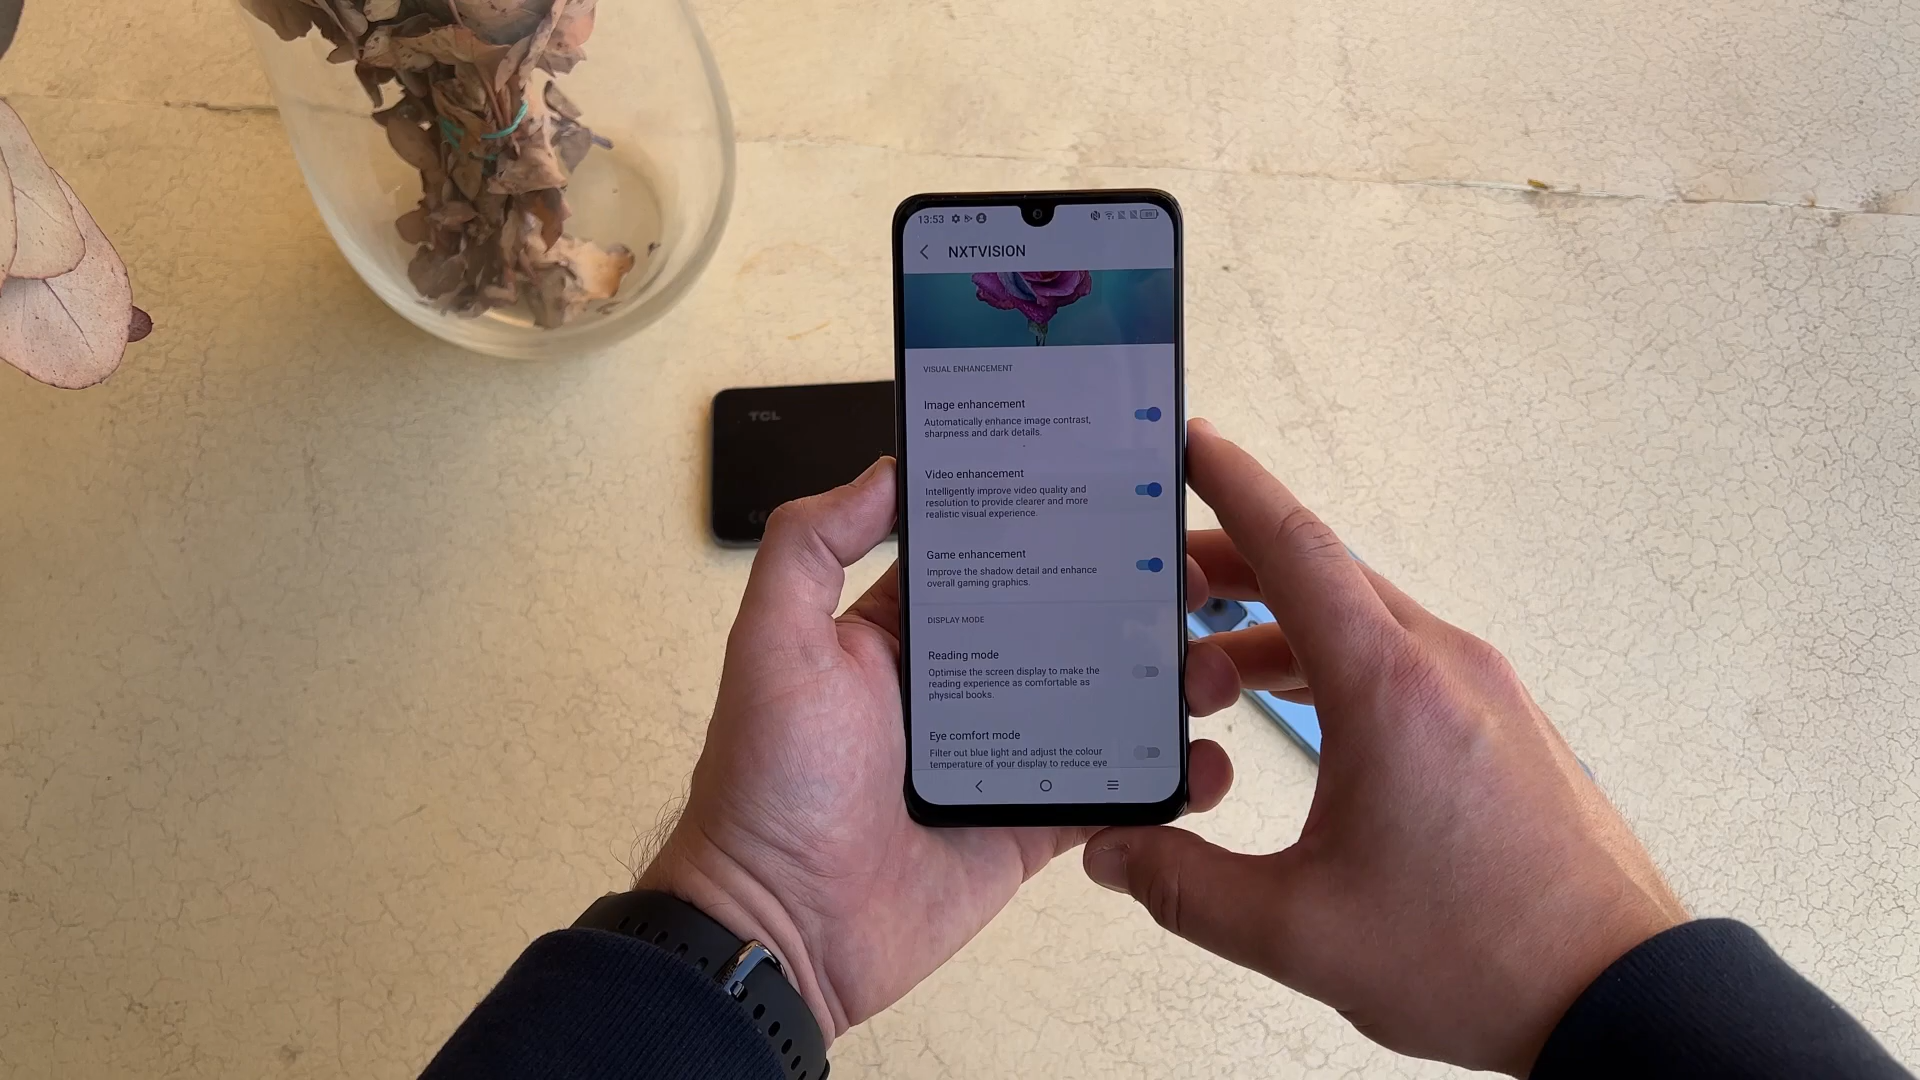 13:53
NXTVISION
VISUAL ENHANCEMENT
Image enhancement
Automatically enhance image contrast,
sharpness and dark details.
Video enhancement
Intelligently improve video quality and
resolution to provide clearer and more
realistic visual experience.
Game enhancement
Improve the shadow detail and enhance
overall gaming graphics.
DISPLAY MODE
Reading mode
Optimise the screen display to make the
reading experience as comfortable as
physical books.
Eye comfort mode
Filter out blue light and adjust the colour
temperature of your display to reduce eye
TCL